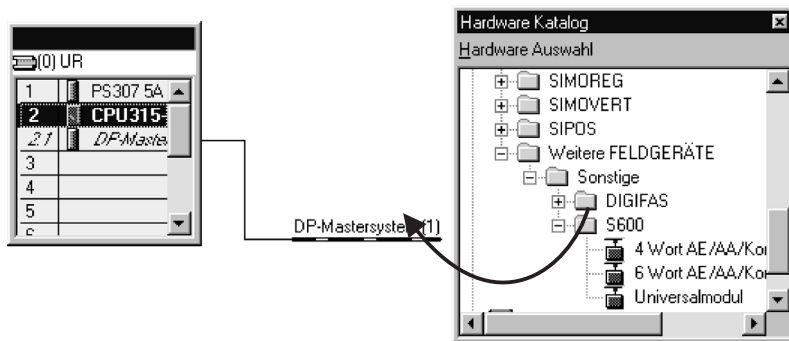 (0) UR
1 PS307 5A
2 CPU315-
2.1 DP-Maste
3
4
5
DP-Mastersystem (1)
Hardware Katalog
Hardware Auswahl
SIMOREG
SIMOVERT
SIPOS
Weitere FELDGERÄTE
Sonstige
DIGIFAS
S600
4 Wort AE/AA/Kon
6 Wort AE/AA/Kon
Universalmodul